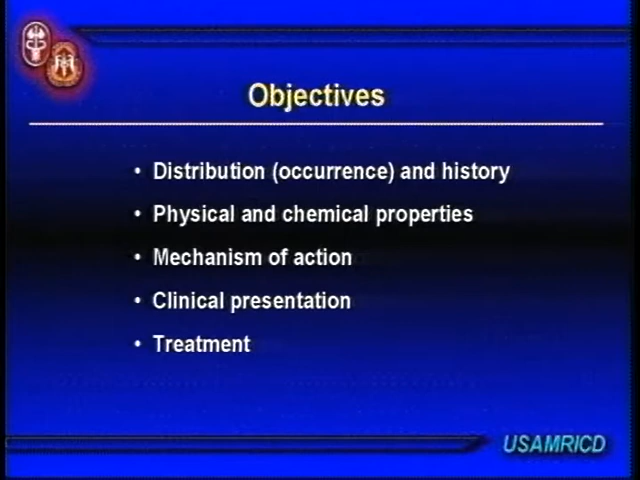 Objectives
• Distribution (occurrence) and history
• Physical and chemical properties
• Mechanism of action
• Clinical presentation
• Treatment
USAMRICD